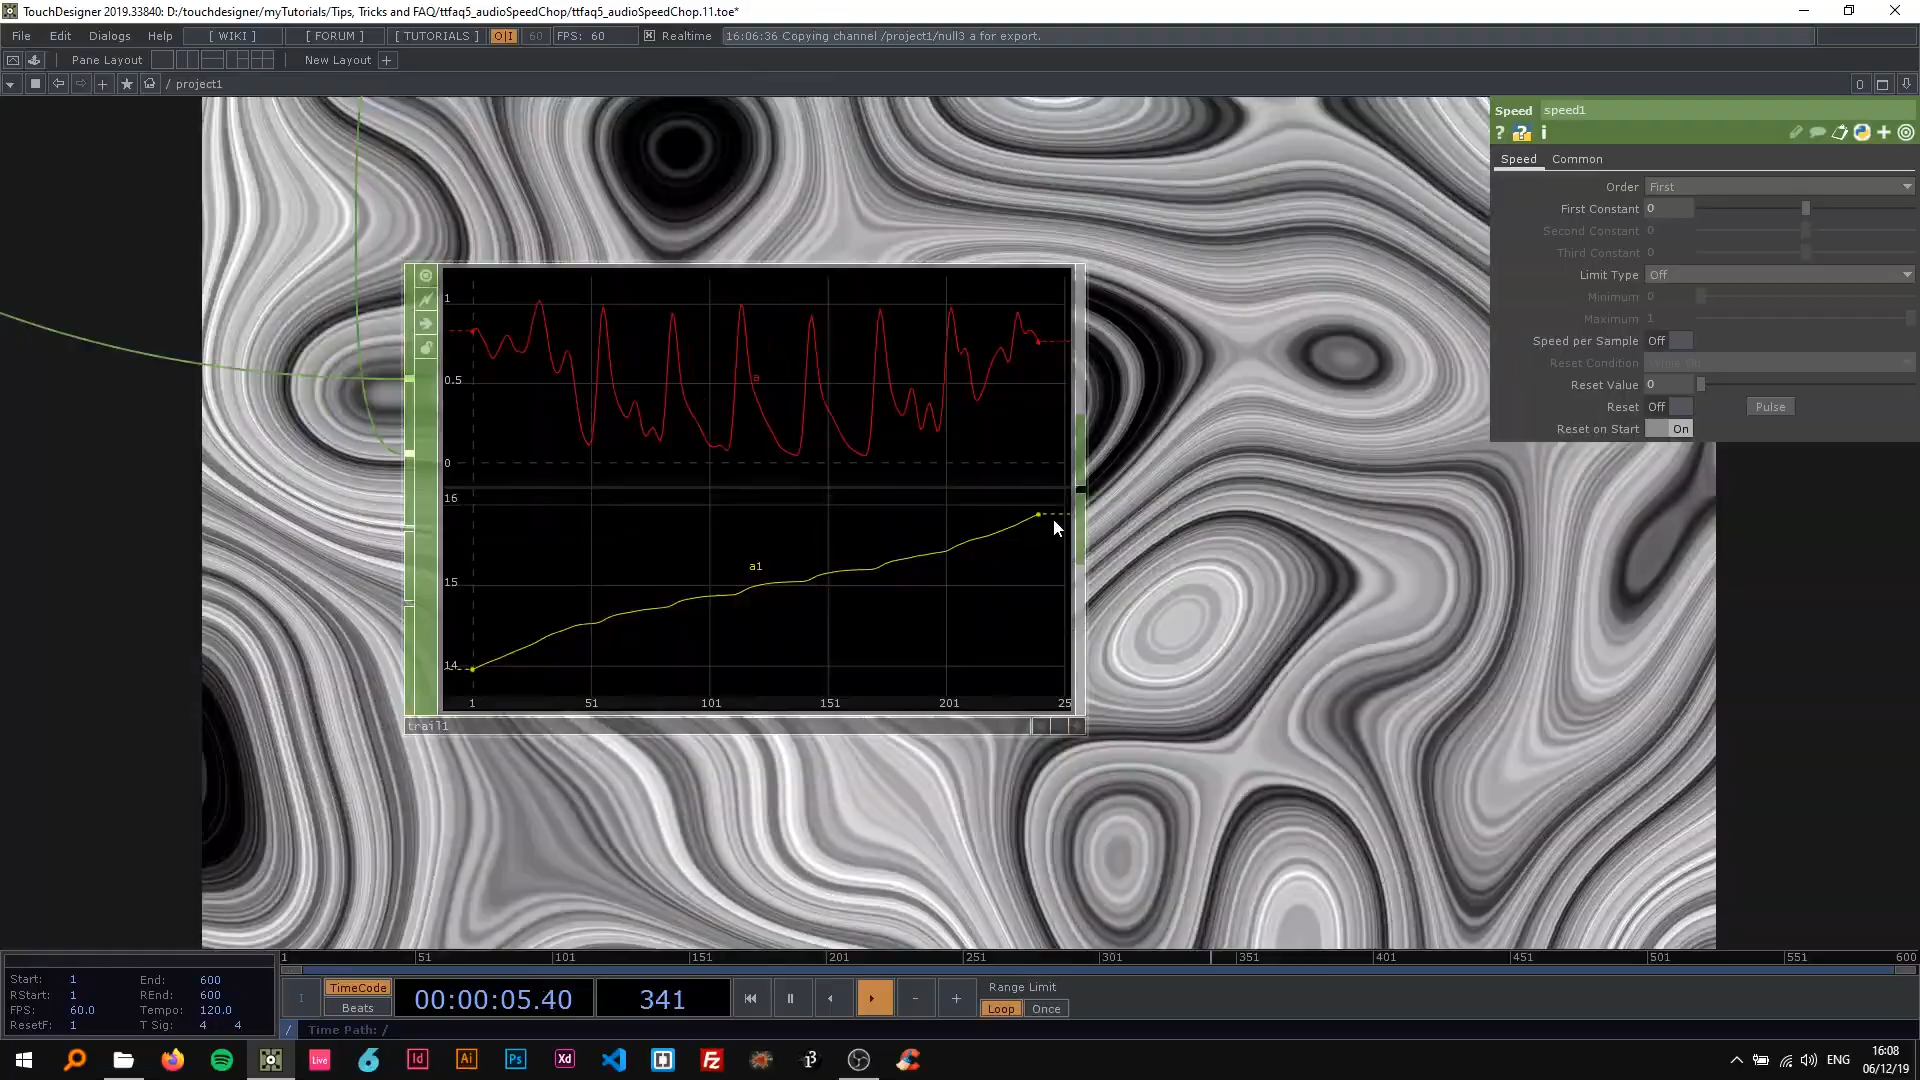 TouchDesigner 2019.33840: D:/touchdesigner/myTutorials/Tips, Tricks and FAQ/ttfaq5_audioSpeedChop/ttfaq5_audioSpeedChop.11.toe*
File Edit Dialogs Help [ WIKI ] [ FORUM ] [ TUTORIALS ] O|I 60 FPS: 60 Realtime 16:06:36 Copying channel /project1/null3 a for export.
Pane Layout New Layout +
/ project1 0
Speed speed1
? ? i
Speed Common
Order First
First Constant 0
Second Constant 0
Third Constant 0
Limit Type Off
Minimum 0
Maximum 1
Speed per Sample Off
Reset Condition
Reset Value 0
Reset Off Pulse
Reset on Start On
1
0.5
a
0
16
a1
15
14
1 51 101 151 201 25
trail1
1 51 101 151 201 251 301 351 401 451 501 551 600
Start: 1 End: 600
RStart: 1 REnd: 600
FPS: 60.0 Tempo: 120.0
ResetF: 1 T Sig: 4 4
TimeCode
Beats
00:00:05.40 341
Range Limit
Loop Once
/ Time Path: /
Live Id Ai Ps Xd Fz
ENG 16:08
06/12/19